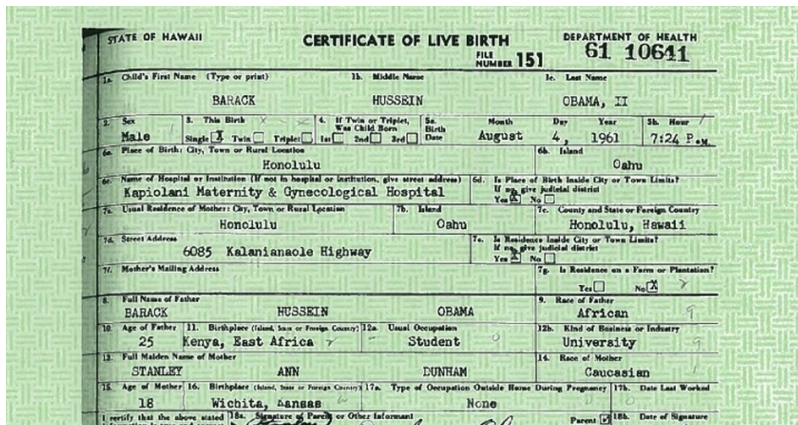 STATE OF HAWAII CERTIFICATE OF LIVE BIRTH DEPARTMENT OF HEALTH
FILE NUMBER 151 61 10641
1a. Child's First Name (Type or print) 1b. Middle Name 1c. Last Name
BARACK HUSSEIN OBAMA, II
2. Sex 3. This Birth 4. If Twin or Triplet, Was Child Born 5a. Birth Date Month Day Year 5b. Hour
Male Single X Twin Triplet 1st 2nd 3rd August 4, 1961 7:24 P.M.
6a. Place of Birth: City, Town or Rural Location 6b. Island
Honolulu Oahu
6c. Name of Hospital or Institution (If not in hospital or institution, give street address) 6d. Is Place of Birth Inside City or Town Limits? If no, give judicial district
Kapiolani Maternity & Gynecological Hospital Yes X No
7a. Usual Residence of Mother: City, Town or Rural Location 7b. Island 7c. County and State or Foreign Country
Honolulu Oahu Honolulu, Hawaii
7d. Street Address 7e. Is Residence Inside City or Town Limits? If no, give judicial district
6085 Kalanianaole Highway Yes X No
7f. Mother's Mailing Address 7g. Is Residence on a Farm or Plantation?
Yes No X
8. Full Name of Father 9. Race of Father
BARACK HUSSEIN OBAMA African
10. Age of Father 11. Birthplace (Island, State or Foreign Country) 12a. Usual Occupation 12b. Kind of Business or Industry
25 Kenya, East Africa Student University
13. Full Maiden Name of Mother 14. Race of Mother
STANLEY ANN DUNHAM Caucasian
15. Age of Mother 16. Birthplace (Island, State or Foreign Country) 17a. Type of Occupation Outside Home During Pregnancy 17b. Date Last Worked
18 Wichita, Kansas None
I certify that the above stated 18a. Signature of Parent or Other Informant Parent 18b. Date of Signature